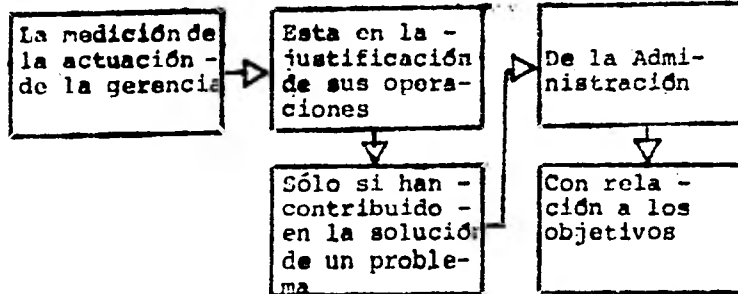 La medición de
la actuación -
de la gerencia
Esta en la -
justificación
de sus opera-
ciones
Sólo si han -
contribuido -
en la solución
de un proble-
ma
De la Admi-
nistración
Con rela -
ción a los
objetivos